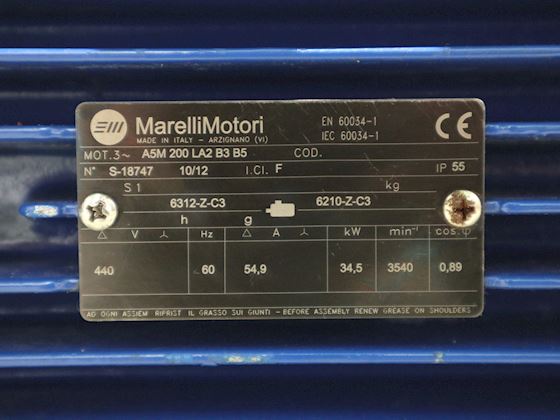 MarelliMotori
MADE IN ITALY - ARZIGNANO (VI)
EN 60034-1
IEC 60034-1
CE
MOT.3~ A5M 200 LA2 B3 B5 COD.
N° S-18747 10/12 I.Cl. F IP 55
S1 kg
6312-Z-C3 6210-Z-C3
h g
△ V ⅄ Hz △ A ⅄ kW min⁻¹ cos.φ
440 60 54,9 34,5 3540 0,89
AD OGNI ASSIEM. RIPRIST. IL GRASSO SUI GIUNTI - BEFORE ASSEMBLY RENEW GREASE ON SHOULDERS